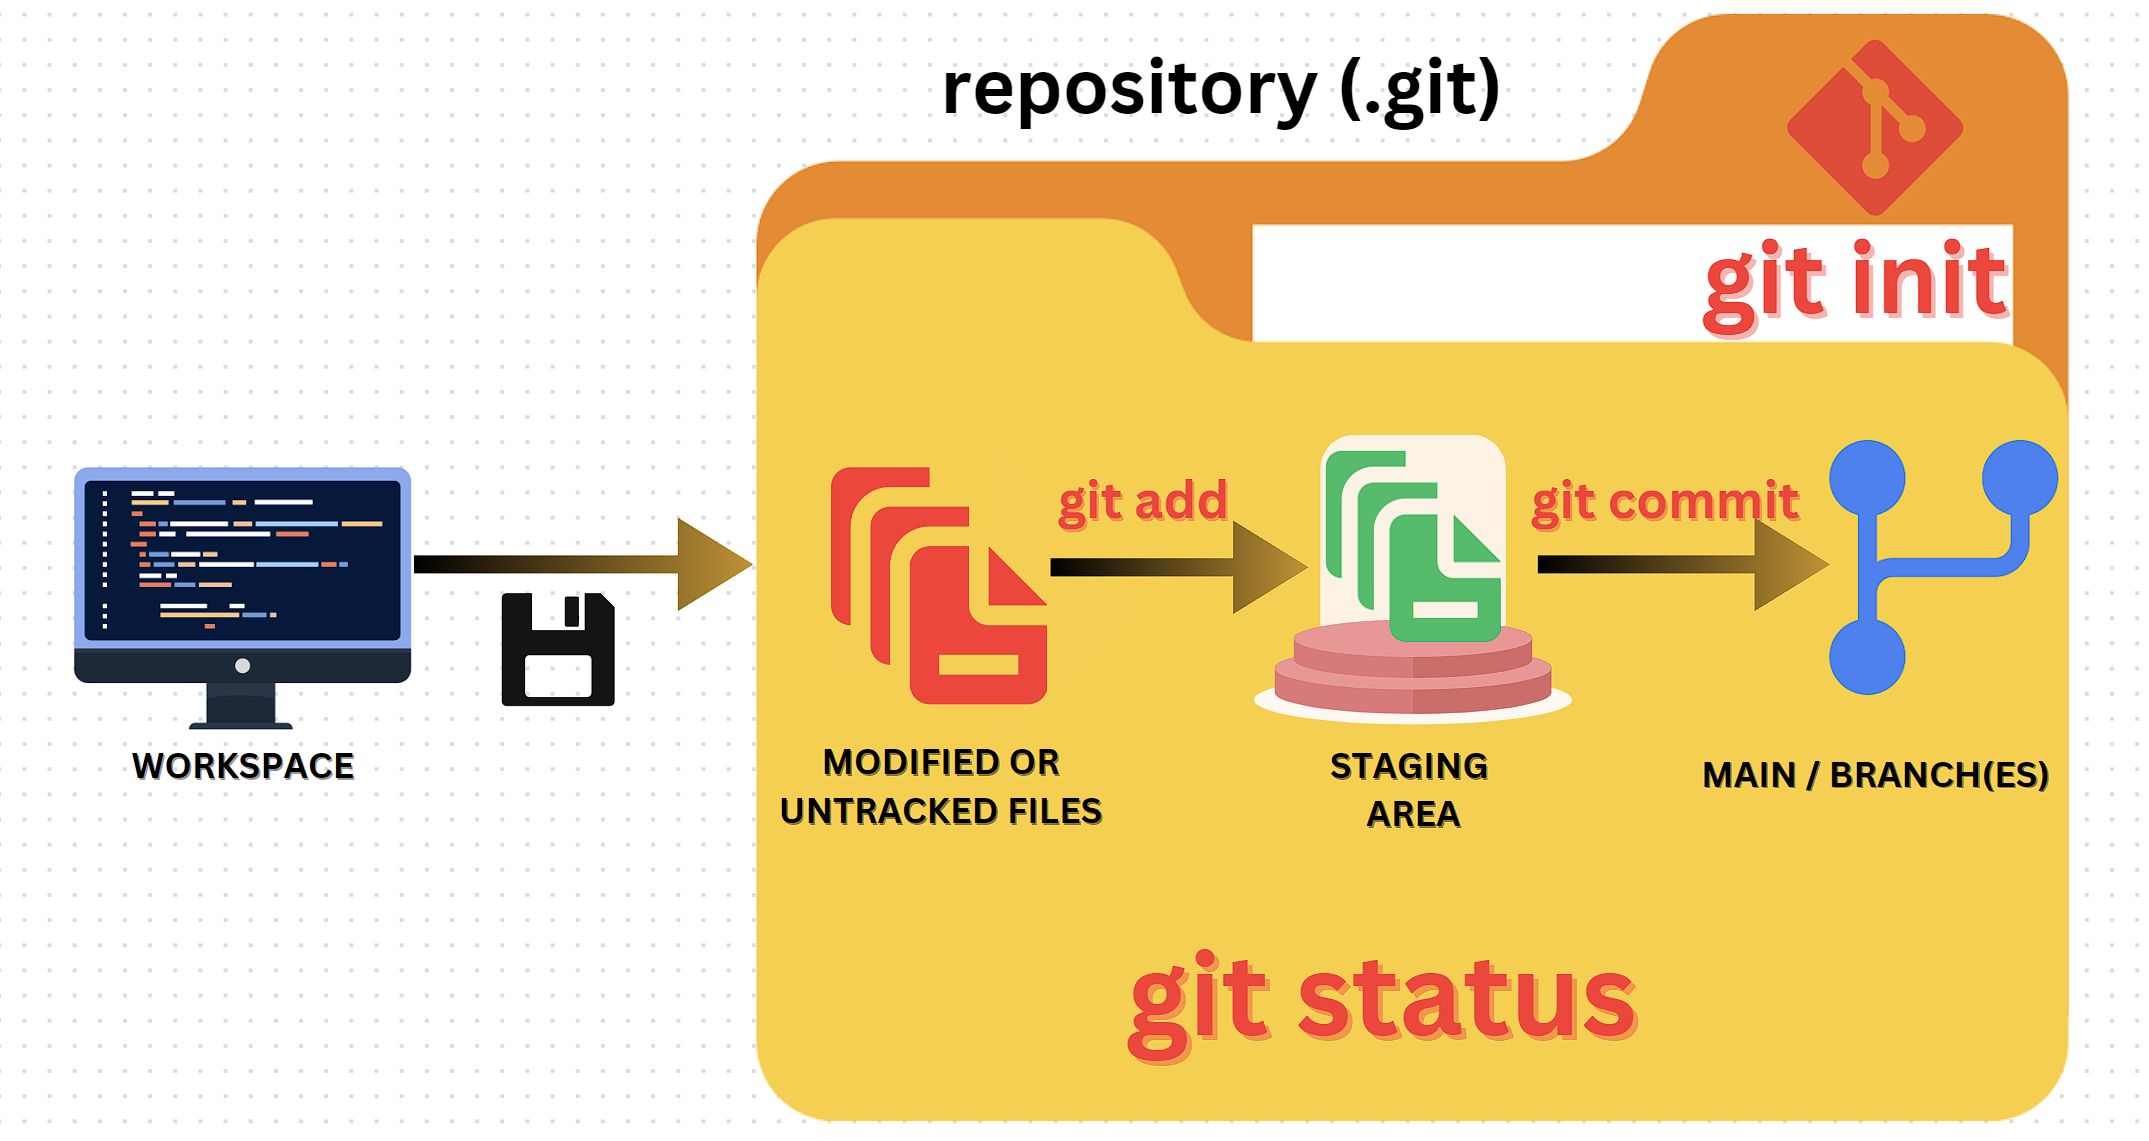 repository (.git)
git init
git add
git commit
WORKSPACE
MODIFIED OR
UNTRACKED FILES
STAGING
AREA
MAIN / BRANCH(ES)
git status